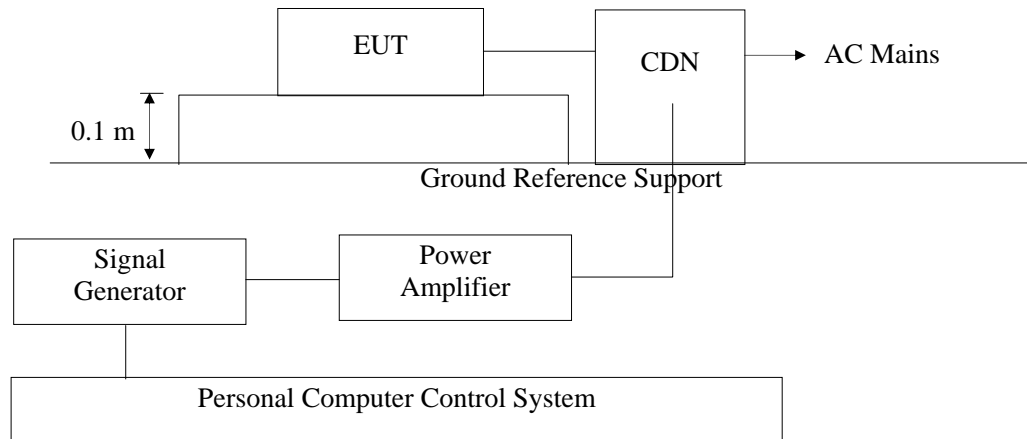 EUT
CDN
AC Mains
0.1 m
Ground Reference Support
Signal
Generator
Power
Amplifier
Personal Computer Control System